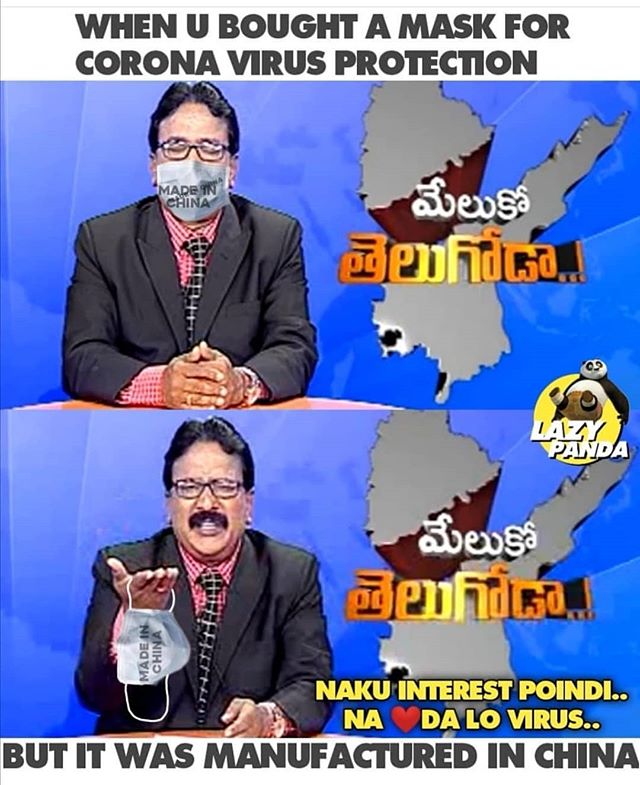 WHEN U BOUGHT A MASK FOR
CORONA VIRUS PROTECTION
MADE IN
CHINA
మేలుకో
తెలుగోడా..!
LAZY
PANDA
మేలుకో
తెలుగోడా..!
MADE IN
CHINA
NAKU INTEREST POINDI..
NA ❤️DA LO VIRUS..
BUT IT WAS MANUFACTURED IN CHINA